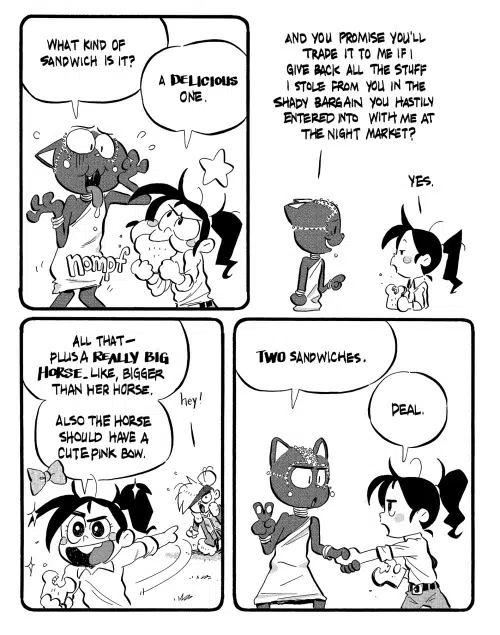 WHAT KIND OF
SANDWICH IS IT?
A DELICIOUS
ONE.
nompf
AND YOU PROMISE YOU'LL
TRADE IT TO ME IF I
GIVE BACK ALL THE STUFF
I STOLE FROM YOU IN THE
SHADY BARGAIN YOU HASTILY
ENTERED INTO WITH ME AT
THE NIGHT MARKET?
YES.
ALL THAT—
PLUS A REALLY BIG
HORSE. LIKE, BIGGER
THAN HER HORSE.
ALSO THE HORSE
SHOULD HAVE A
CUTE PINK BOW.
hey!
TWO SANDWICHES.
DEAL.